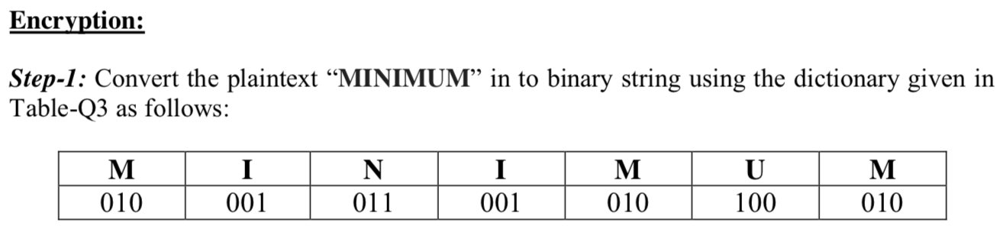 Encryption:
Step-1: Convert the plaintext “MINIMUM” in to binary string using the dictionary given in
Table-Q3 as follows:
M I N I M U M
010 001 011 001 010 100 010